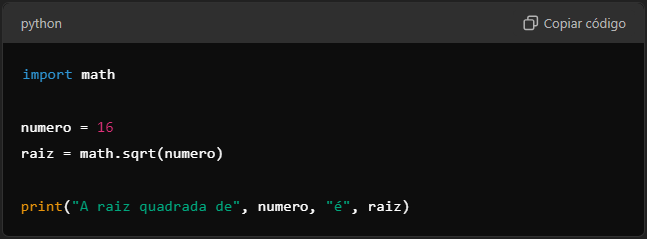 python
Copiar código
import math
numero = 16
raiz = math.sqrt(numero)
print("A raiz quadrada de", numero, "é", raiz)